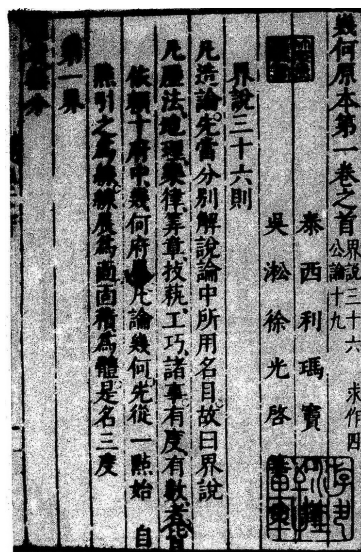 幾何原本第一卷之首界說三十六 求作四
公論十九
泰西利瑪竇
吳淞徐光啓
界說三十六則
凡造論先當分別解說論中所用名目故曰界說
凡歷法地理樂律算章技藝工巧諸事有度有數者皆
依賴十府中幾何府凡論幾何先從一點始 自
點引之為線線展為面面積為體是名三度
第一界